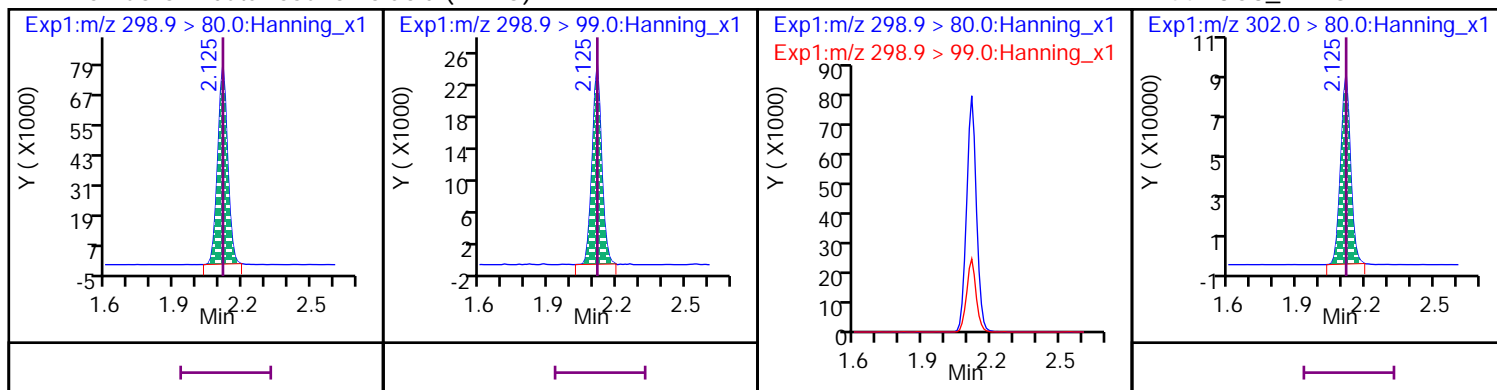 Exp1:m/z 298.9 > 80.0:Hanning_x1
2.125
Y ( X1000)
79
67
55
43
31
19
7
-5
1.6 1.9 2.2 2.5
Min
Exp1:m/z 298.9 > 99.0:Hanning_x1
2.125
Y ( X1000)
26
22
18
14
10
6
2
-2
1.6 1.9 2.2 2.5
Min
Exp1:m/z 298.9 > 80.0:Hanning_x1
Exp1:m/z 298.9 > 99.0:Hanning_x1
Y ( X1000)
90
80
70
60
50
40
30
20
10
0
1.6 1.9 2.2 2.5
Min
Exp1:m/z 302.0 > 80.0:Hanning_x1
2.125
Y ( X10000)
11
9
7
5
3
1
-1
1.6 1.9 2.2 2.5
Min